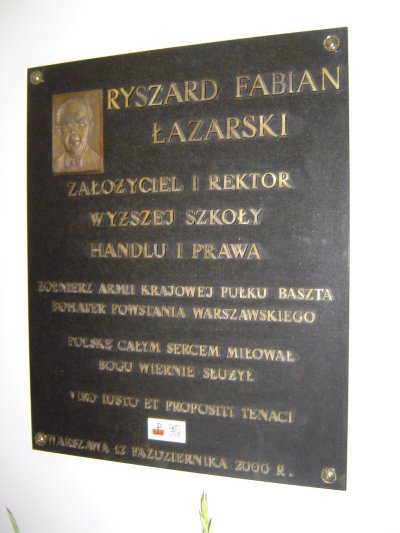 RYSZARD FABIAN
ŁAZARSKI
ZAŁOŻYCIEL I REKTOR
WYŻSZEJ SZKOŁY
HANDLU I PRAWA
ŻOŁNIERZ ARMII KRAJOWEJ PUŁKU BASZTA
BOHATER POWSTANIA WARSZAWSKIEGO
POLSKĘ CAŁYM SERCEM MIŁOWAŁ
BOGU WIERNIE SŁUŻYŁ
VIRO IUSTO ET PROPOSITI TENACI
WARSZAWA 13 PAŹDZIERNIKA 2000 R.